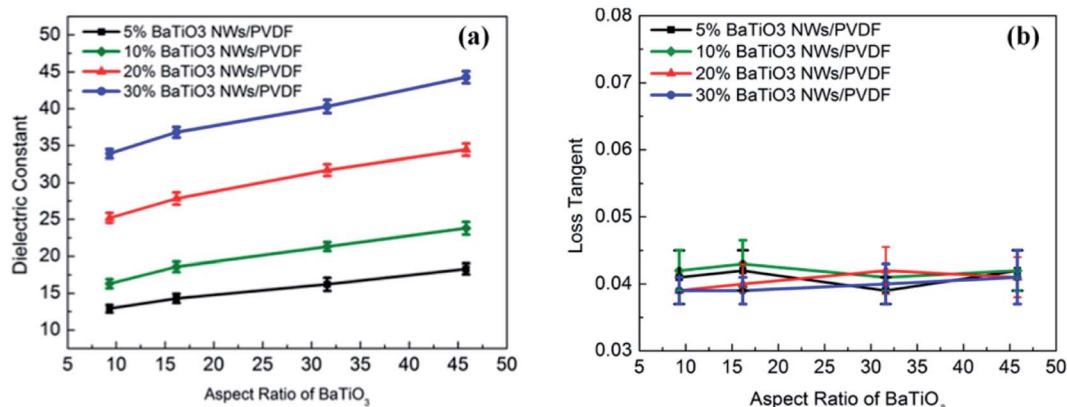 (a)
5% BaTiO3 NWs/PVDF
10% BaTiO3 NWs/PVDF
20% BaTiO3 NWs/PVDF
30% BaTiO3 NWs/PVDF
Dielectric Constant
50
45
40
35
30
25
20
15
10
5 10 15 20 25 30 35 40 45 50
Aspect Ratio of BaTiO₃
(b)
5% BaTiO3 NWs/PVDF
10% BaTiO3 NWs/PVDF
20% BaTiO3 NWs/PVDF
30% BaTiO3 NWs/PVDF
Loss Tangent
0.08
0.07
0.06
0.05
0.04
0.03
5 10 15 20 25 30 35 40 45 50
Aspect Ratio of BaTiO